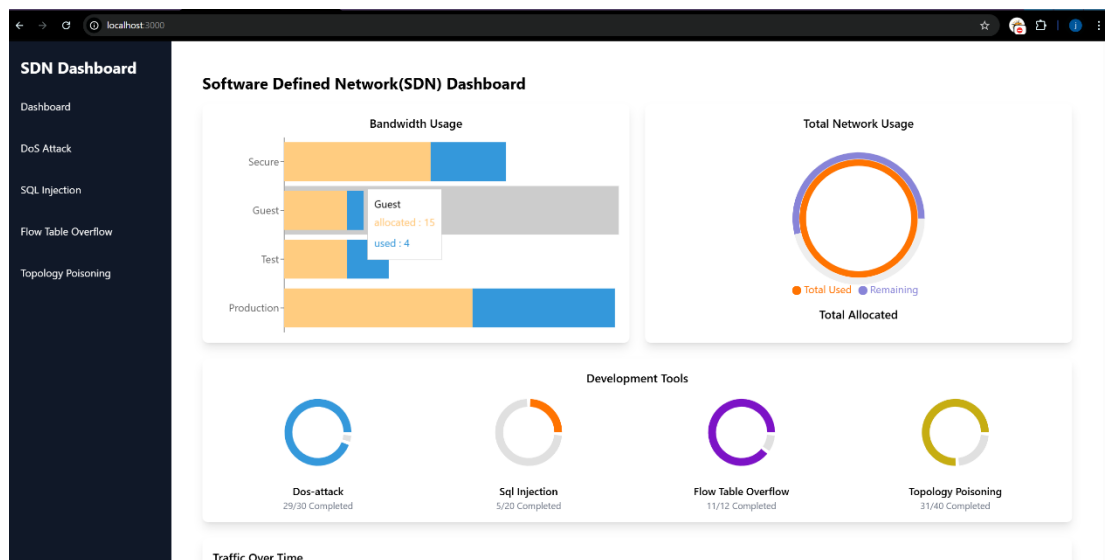 localhost:3000
SDN Dashboard
Dashboard
DoS Attack
SQL Injection
Flow Table Overflow
Topology Poisoning
Software Defined Network(SDN) Dashboard
Bandwidth Usage
Secure
Guest
Test
Production
Guest
allocated : 15
used : 4
Total Network Usage
Total Used Remaining
Total Allocated
Development Tools
Dos-attack
29/30 Completed
Sql Injection
5/20 Completed
Flow Table Overflow
11/12 Completed
Topology Poisoning
31/40 Completed
Traffic Over Time